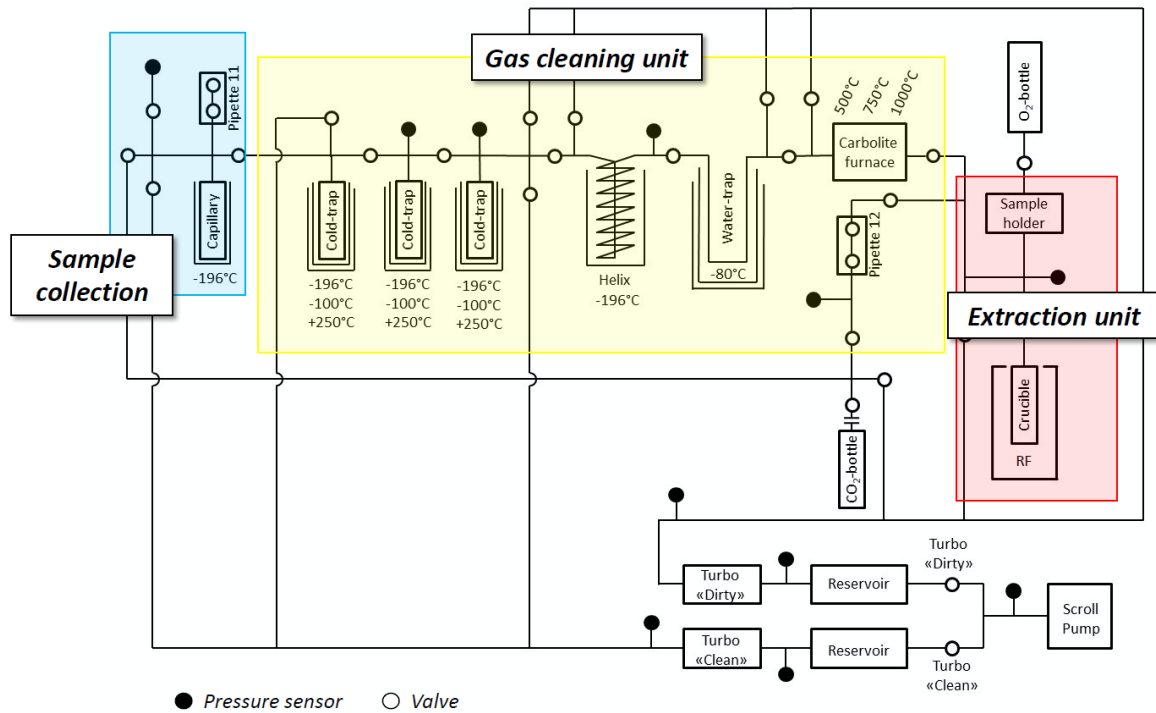 Gas cleaning unit
Pipette 11
500°C
750°C
1000°C
O₂-bottle
Carbolite
furnace
Capillary
Cold-trap
Cold-trap
Cold-trap
Water-trap
Pipette 12
Sample
holder
Sample
collection
-196°C
-196°C
-100°C
+250°C
-196°C
-100°C
+250°C
-196°C
-100°C
+250°C
Helix
-196°C
-80°C
Extraction unit
Crucible
RF
CO₂-bottle
Turbo
«Dirty»
Turbo
«Dirty»
Reservoir
Scroll
Pump
Turbo
«Clean»
Reservoir
Turbo
«Clean»
Pressure sensor
Valve